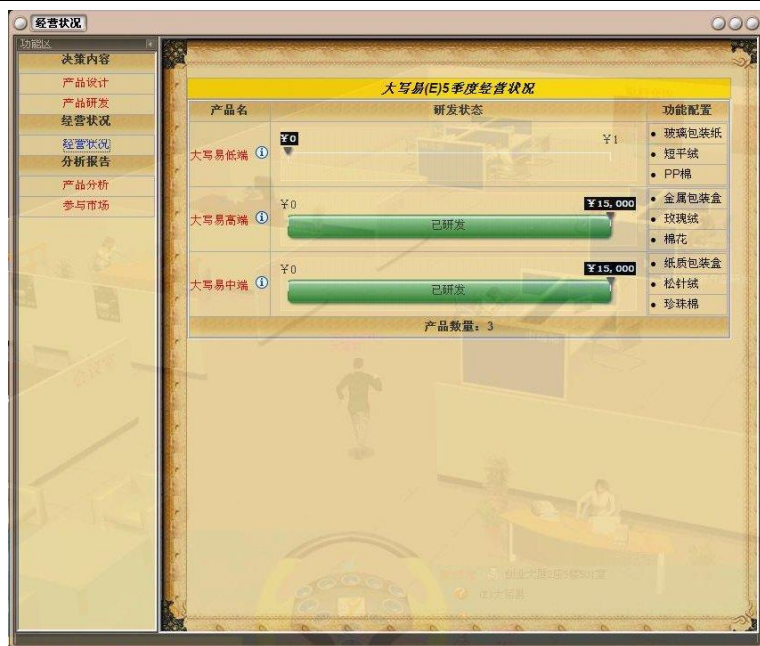 经营状况
功能区
决策内容
产品设计
产品研发
经营状况
经营状况
分析报告
产品分析
参与市场
大写易(E)5季度经营状况
产品名 研发状态 功能配置
大写易低端 ¥0 ¥1
玻璃包装纸
短平绒
PP棉
大写易高端 ¥0 ¥15,000
已研发
金属包装盒
玫瑰绒
棉花
大写易中端 ¥0 ¥15,000
已研发
纸质包装盒
松针绒
珍珠棉
产品数量：3